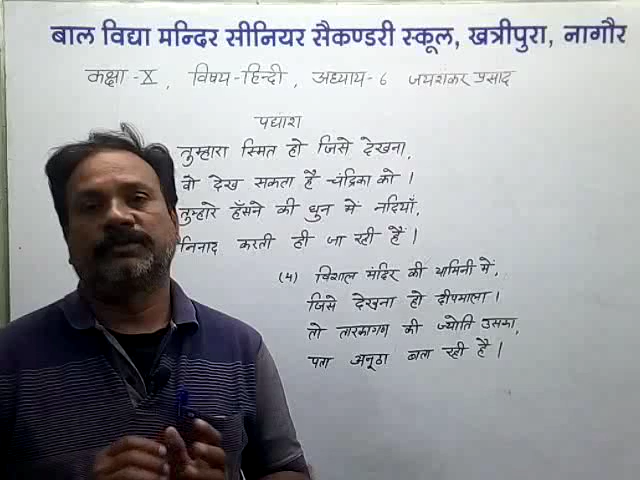 बाल विद्या मन्दिर सीनियर सैकण्डरी स्कूल, खत्रीपुरा, नागौर
कक्षा -X, विषय-हिन्दी, अध्याय-6 जयशंकर प्रसाद
पद्यांश
तुम्हारा स्मित हो जिसे देखना,
वो देख सकता है चंद्रिका को।
तुम्हारे हँसने की धुन में नदियाँ,
निनाद करती ही जा रही हैं।
(4) विशाल मंदिर की यामिनी में,
जिसे देखना हो दीपमाला।
तो तारकागण की ज्योति उसका,
पता अनूठा बता रही है।